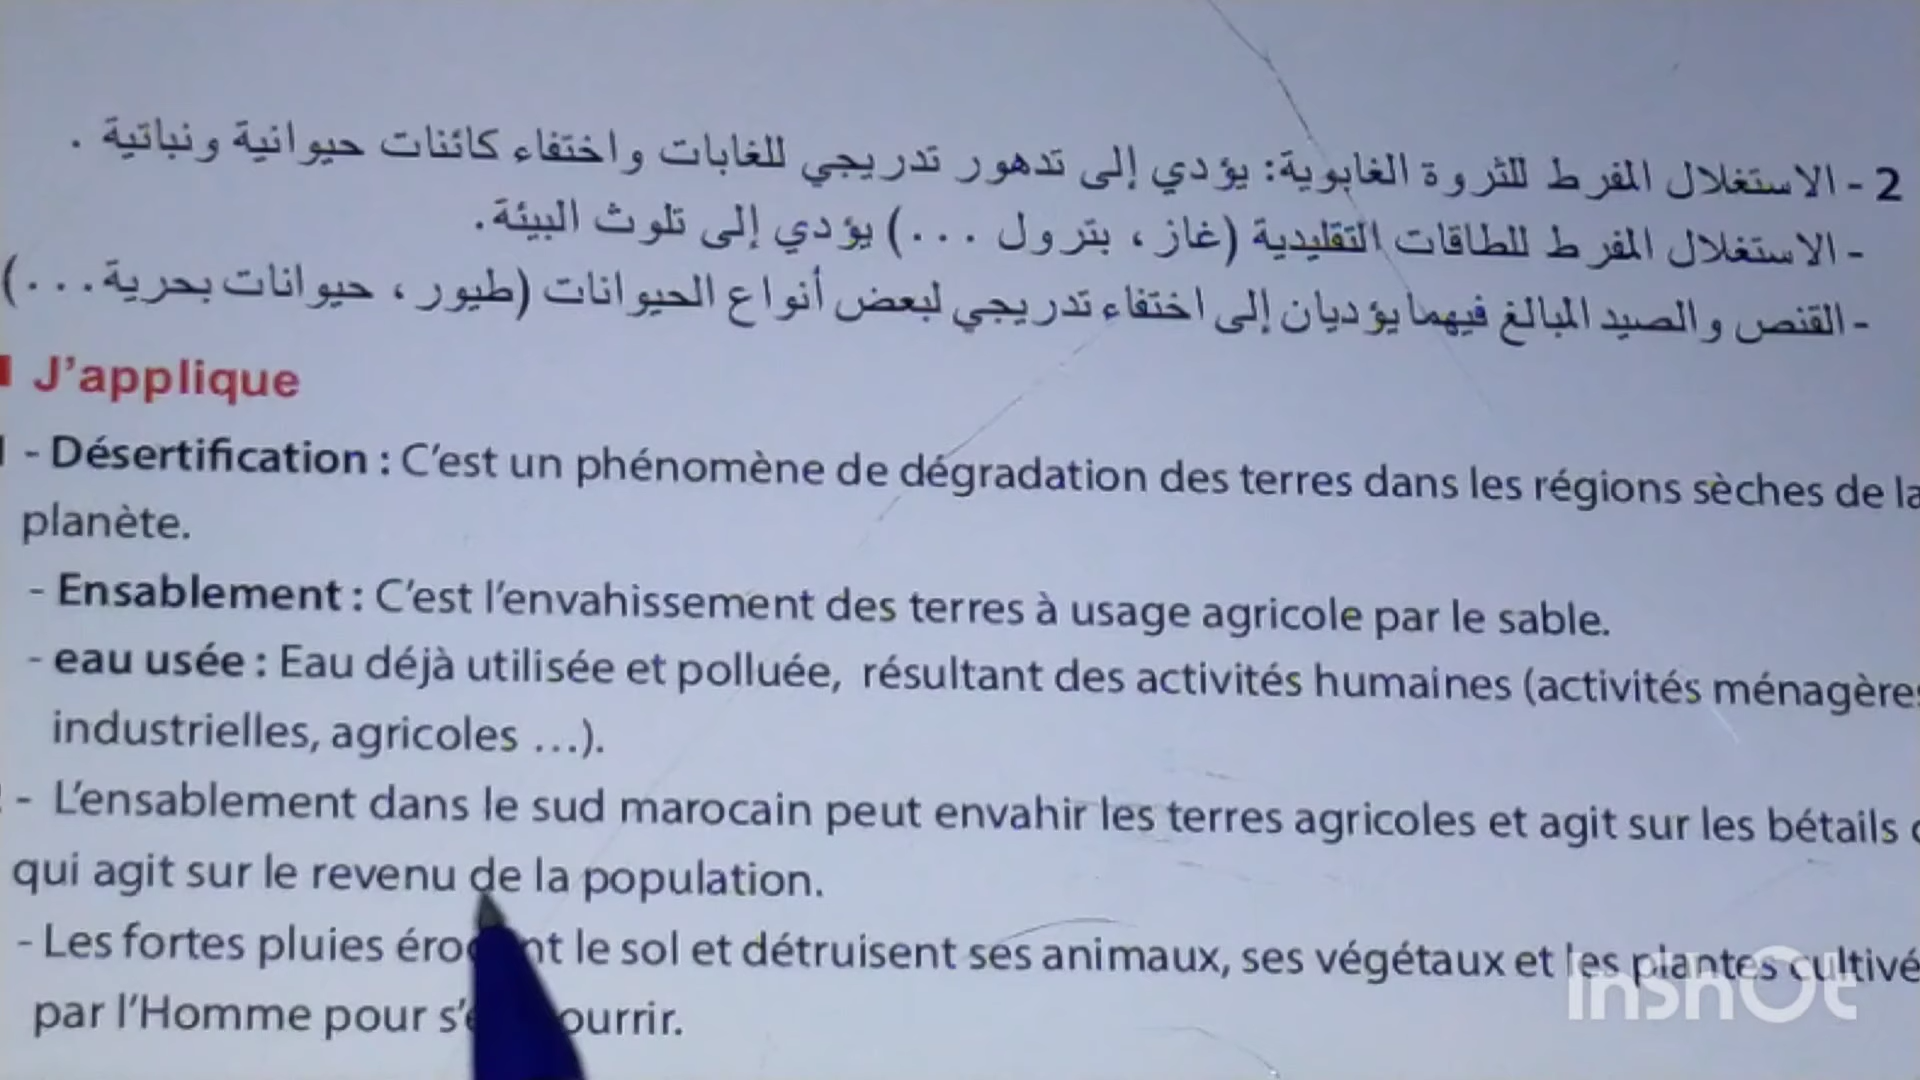 2 - الاستغلال المفرط للثروة الغابوية: يؤدي إلى تدهور تدريجي للغابات واختفاء كائنات حيوانية ونباتية .
- الاستغلال المفرط للطاقات التقليدية (غاز، بترول ...) يؤدي إلى تلوث البيئة.
- القنص والصيد المبالغ فيهما يؤديان إلى اختفاء تدريجي لبعض أنواع الحيوانات (طيور، حيوانات بحرية...)
J'applique
- Désertification : C'est un phénomène de dégradation des terres dans les régions sèches de la
planète.
- Ensablement : C'est l'envahissement des terres à usage agricole par le sable.
- eau usée : Eau déjà utilisée et polluée, résultant des activités humaines (activités ménagères
industrielles, agricoles ...).
- L'ensablement dans le sud marocain peut envahir les terres agricoles et agit sur les bétails
qui agit sur le revenu de la population.
- Les fortes pluies le sol et détruisent ses animaux, ses végétaux et les plantes cultivé
par l'Homme pour
InShOt